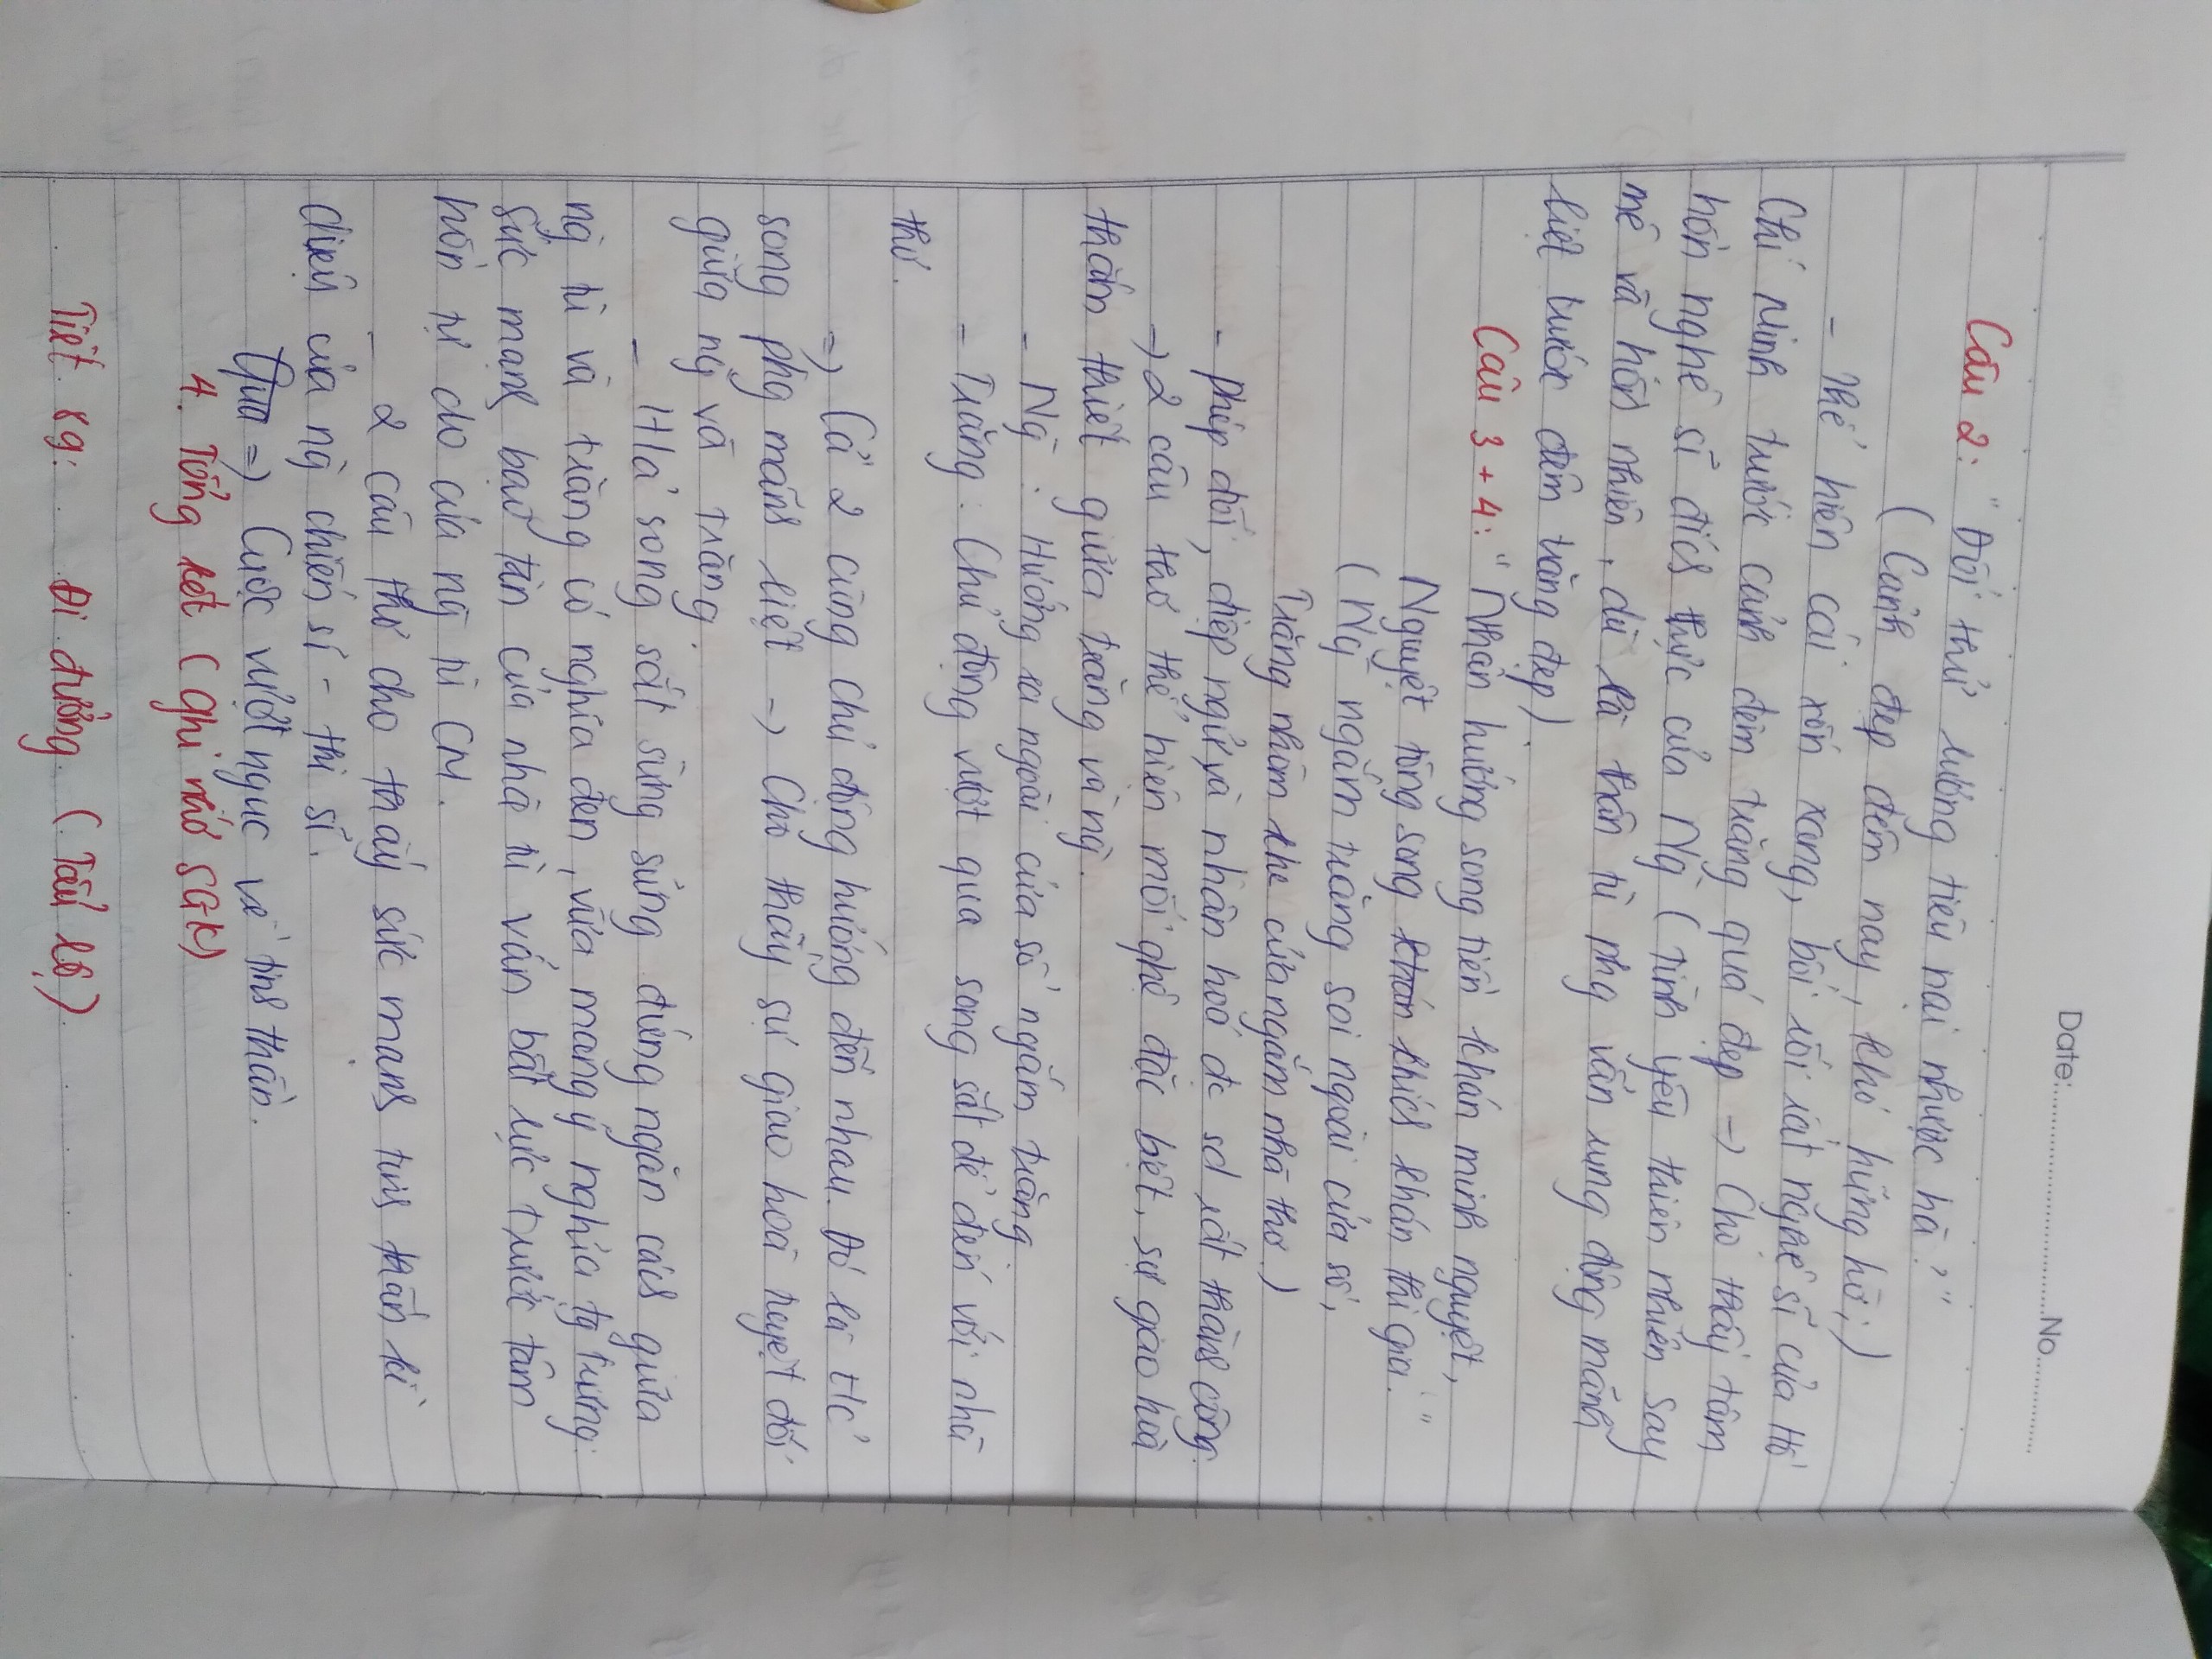 Date:..............................No..............
Câu 2: "Đối thử lương tiêu nại nhược hà?"
(Cảnh đẹp đêm nay, khó hững hờ;)
- Thể hiện cái xốn xang, bối rối rất nghệ sĩ của Hồ
Chí Minh trước cảnh đêm trăng quá đẹp → Cho thấy tâm
hồn nghệ sĩ đích thực của Ng` (tình yêu thiên nhiên say
mê và hồn nhiên, dù là thân tù phg vẫn rung động mãnh
liệt trước đêm trăng đẹp).
Câu 3 + 4: "Nhân hướng song tiền khán minh nguyệt,
Nguyệt tòng song khán khích khán thi gia."
(Ng` ngắm trăng soi ngoài cửa sổ,
Trăng nhòm khe cửa ngắm nhà thơ.)
- Phép đối, điệp ngữ và nhân hoá đc sd rất thành công.
→ 2 câu thơ thể hiện mối qhệ đặc biệt, sự giao hoà
thắm thiết giữa trăng và ng`.
- Ng` : Hướng ra ngoài cửa sổ ngắm trăng.
- Trăng : Chủ động vượt qua song sắt để đến với nhà
thơ.
=> Cả 2 cùng chủ động hướng đến nhau. Đó là t/c
song phg mãnh liệt → Cho thấy sự giao hoà tuyệt đối
giữa ng` và trăng.
- H/ả song sắt sừng sững đứng ngăn cách giữa
ng` tù và trăng có nghĩa đen, vừa mang ý nghĩa tg trưng:
Sức mạnh bạo tàn của nhà tù vẫn bất lực trước tâm
hồn tự do của ng` tù CM.
- 2 câu thơ cho thấy sức mạnh tinh thần kì
diệu của ng` chiến sĩ - thi sĩ.
Qua => Cuộc vượt ngục về tinh thần.
4. Tổng kết (Ghi nhớ SGK)
Tiết 89: Đi đường (Tẩu lộ)